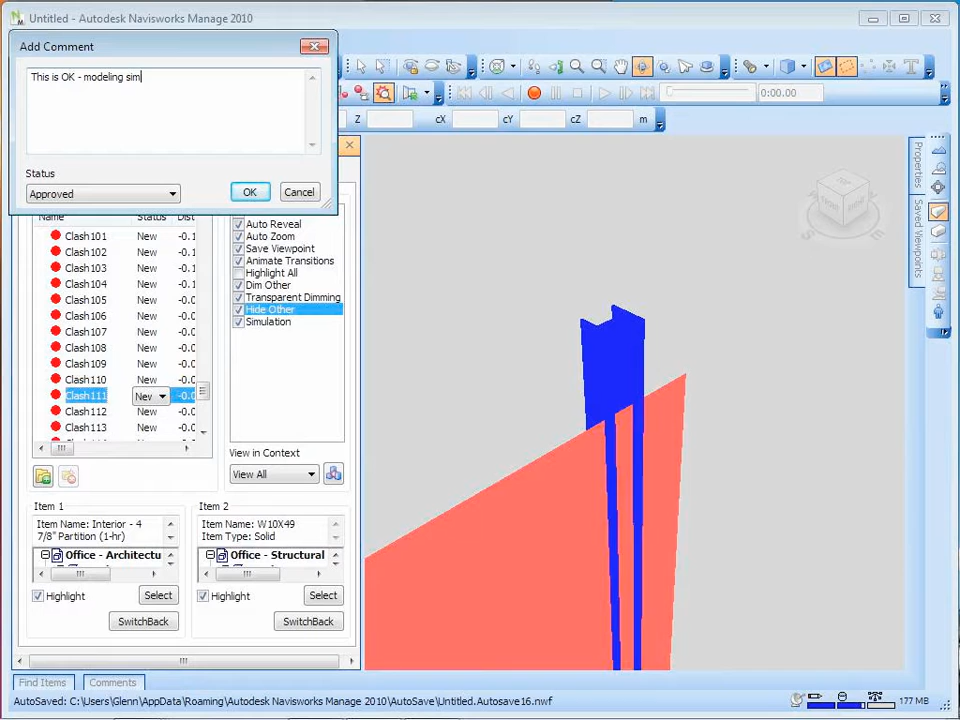 Untitled - Autodesk Navisworks Manage 2010
Add Comment
This is OK - modeling sim
Status
Approved
OK
Cancel
0:00.00
Z
cX
cY
cZ
m
Name
Status
Dist
Clash101 New -0.1
Clash102 New -0.1
Clash103 New -0.1
Clash104 New -0.1
Clash105 New -0.0
Clash106 New -0.0
Clash107 New -0.0
Clash108 New -0.0
Clash109 New -0.0
Clash110 New -0.0
Clash111 New -0.0
Clash112 New -0.0
Clash113 New -0.0
Auto Reveal
Auto Zoom
Save Viewpoint
Animate Transitions
Highlight All
Dim Other
Transparent Dimming
Hide Other
Simulation
View in Context
View All
Item 1
Item Name: Interior - 4
7/8" Partition (1-hr)
Office - Architectu
Highlight
Select
SwitchBack
Item 2
Item Name: W10X49
Item Type: Solid
Office - Structural
Highlight
Select
SwitchBack
Properties
Saved Viewpoints
TOP
Find Items
Comments
AutoSaved: C:\Users\Glenn\AppData\Roaming\Autodesk Navisworks Manage 2010\AutoSave\Untitled.Autosave16.nwf
177 MB